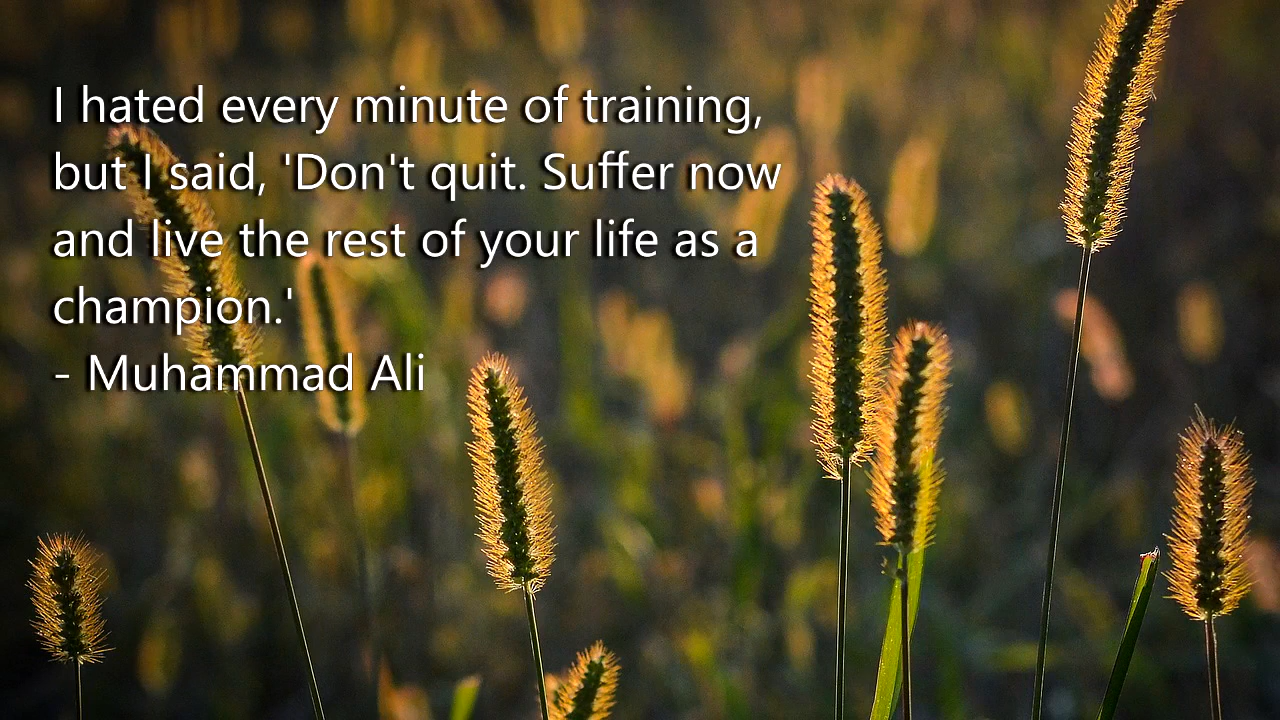 I hated every minute of training,
but I said, 'Don't quit. Suffer now
and live the rest of your life as a
champion.'
- Muhammad Ali